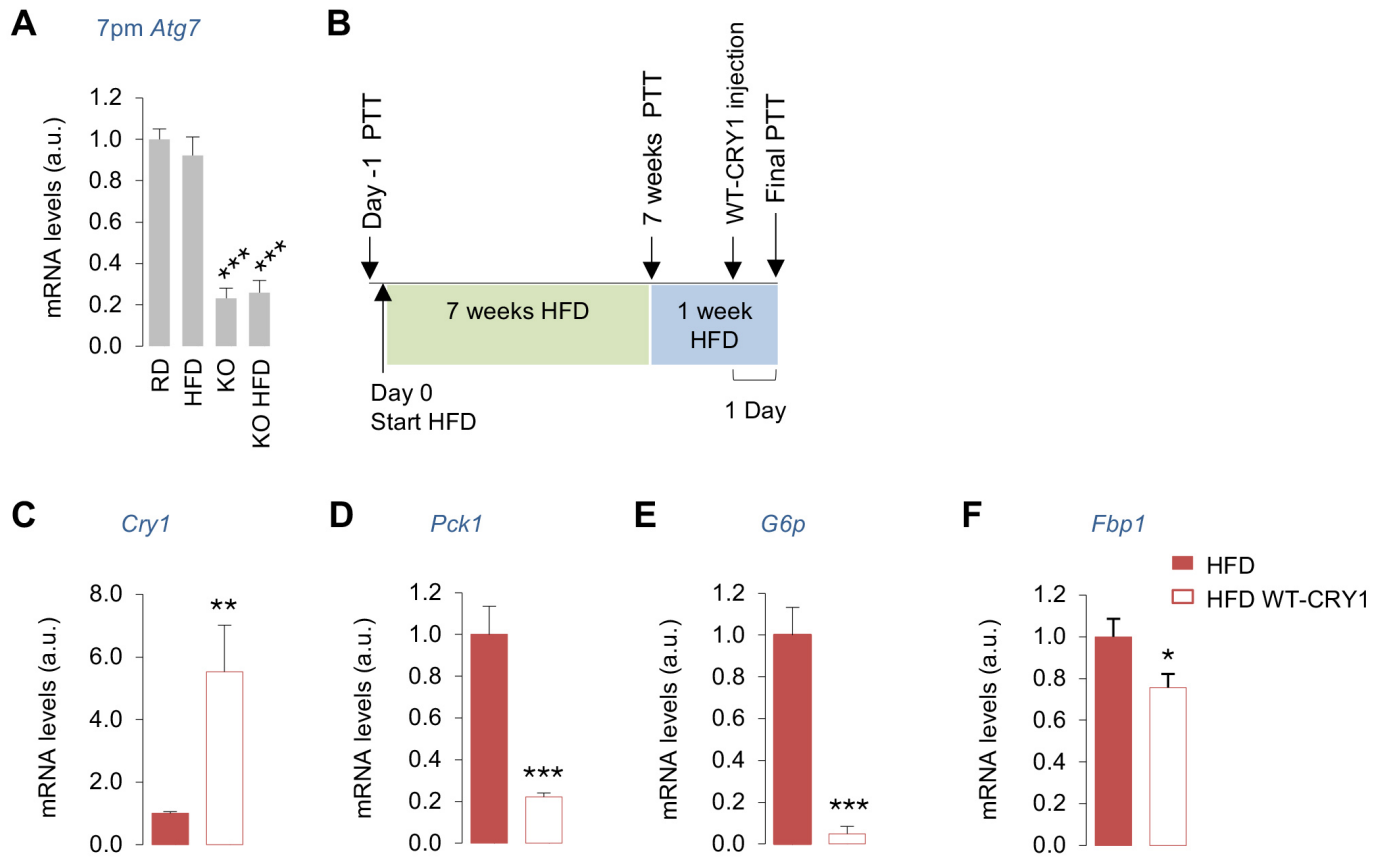 A
7pm Atg7
mRNA levels (a.u.)
1.2
1.0
0.8
0.6
0.4
0.2
0.0
***
***
RD
HFD
KO
KO HFD
B
Day -1 PTT
7 weeks PTT
WT-CRY1 injection
Final PTT
7 weeks HFD
1 week
HFD
Day 0
Start HFD
1 Day
C
Cry1
mRNA levels (a.u.)
8.0
6.0
4.0
2.0
0.0
**
D
Pck1
mRNA levels (a.u.)
1.2
1.0
0.8
0.6
0.4
0.2
0.0
***
E
G6p
mRNA levels (a.u.)
1.2
1.0
0.8
0.6
0.4
0.2
0.0
***
F
Fbp1
HFD
HFD WT-CRY1
mRNA levels (a.u.)
1.2
1.0
0.8
0.6
0.4
0.2
0.0
*